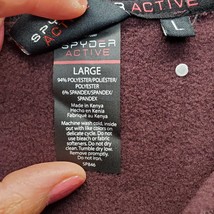 SPYDER
ACTIVE
L
SPYDER
ACTIVE
LARGE
94% POLYESTER/POLIESTER/
POLYESTER
6% SPANDEX/SPANDEX/
SPANDEX
Made in Kenya
Hecho en Kenia
Fabriqué au Kenya
Machine wash cold, inside
out with like colors on
delicate cycle. Do not
use bleach or fabric
softeners. Do not dry
clean. Tumble dry low.
Remove promptly.
Do not iron.
SP846